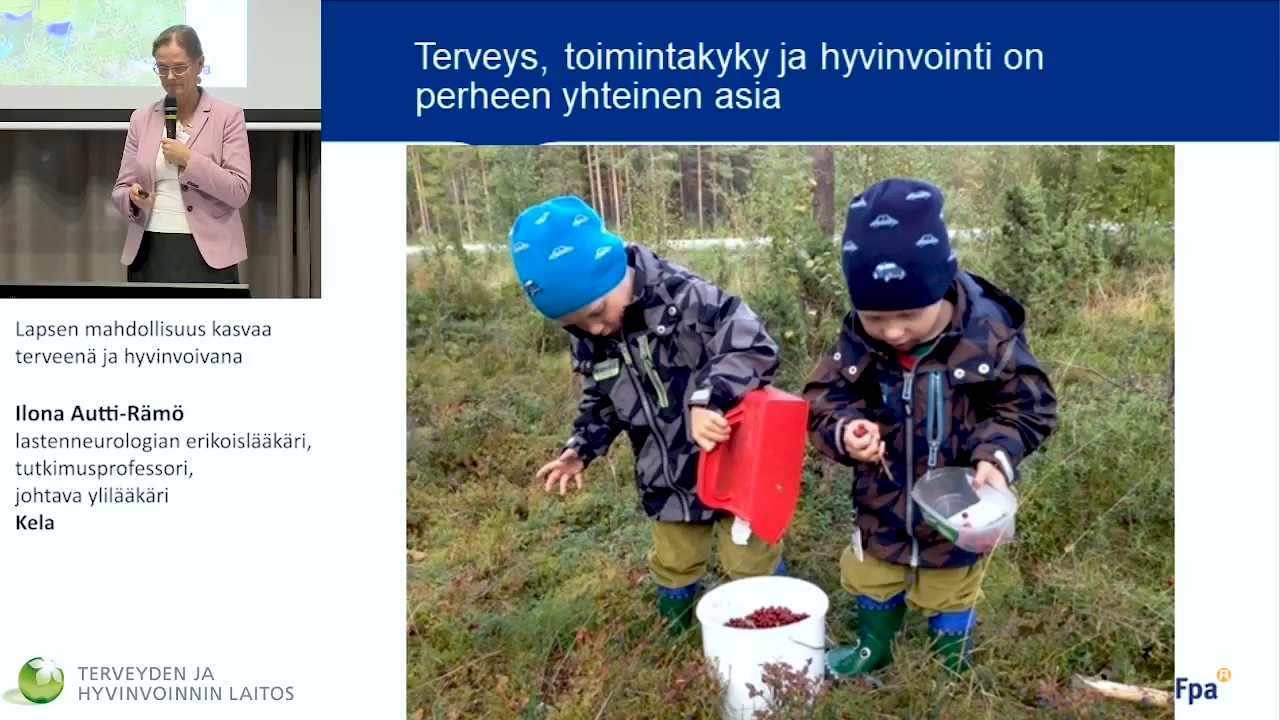 Terveys, toimintakyky ja hyvinvointi on
perheen yhteinen asia
Lapsen mahdollisuus kasvaa
terveenä ja hyvinvoivana
Ilona Autti-Rämö
lastenneurologian erikoislääkäri,
tutkimusprofessori,
johtava ylilääkäri
Kela
TERVEYDEN JA
HYVINVOINNIN LAITOS
Fpa